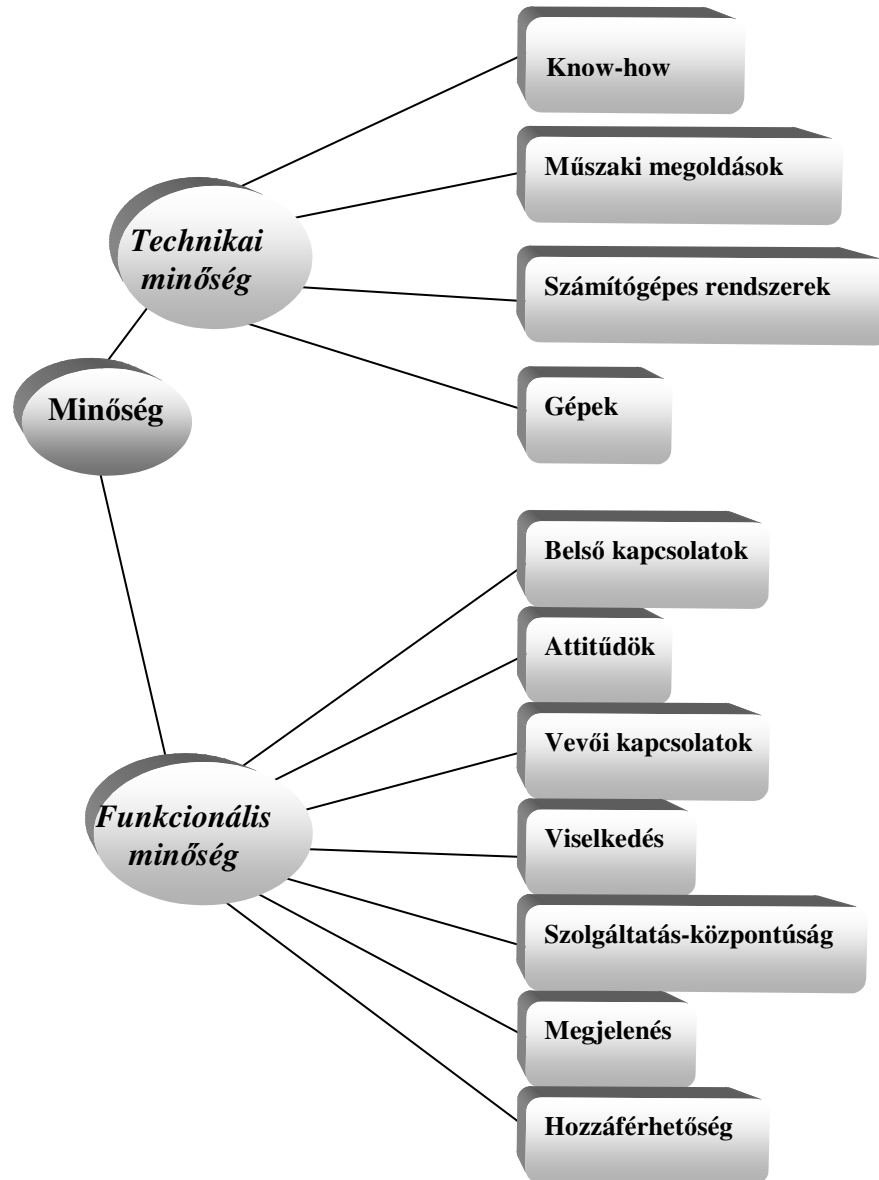 Know-how
Műszaki megoldások
Technikai
minőség
Számítógépes rendszerek
Minőség
Gépek
Belső kapcsolatok
Attitűdök
Vevői kapcsolatok
Funkcionális
minőség
Viselkedés
Szolgáltatás-központúság
Megjelenés
Hozzáférhetőség